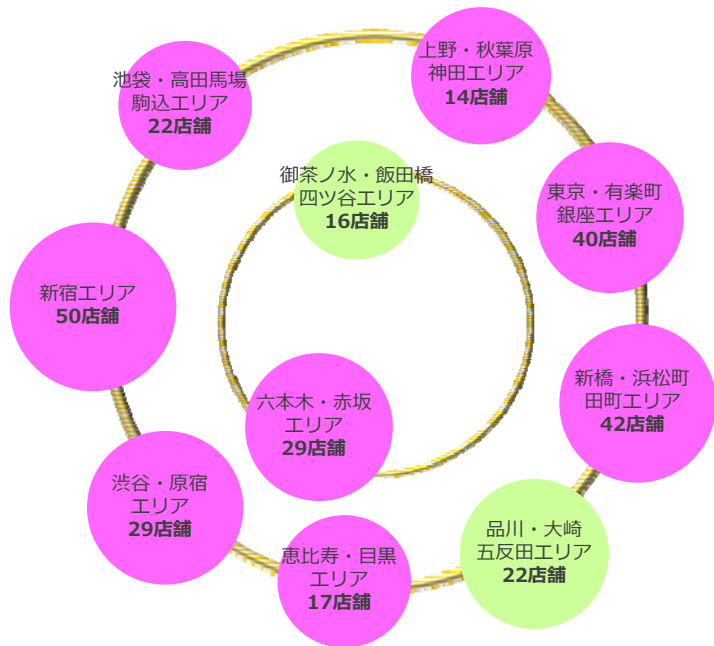 上野・秋葉原
神田エリア
14店舗
池袋・高田馬場
駒込エリア
22店舗
御茶ノ水・飯田橋
四ツ谷エリア
16店舗
東京・有楽町
銀座エリア
40店舗
新宿エリア
50店舗
新橋・浜松町
田町エリア
42店舗
六本木・赤坂
エリア
29店舗
渋谷・原宿
エリア
29店舗
品川・大崎
五反田エリア
22店舗
恵比寿・目黒
エリア
17店舗